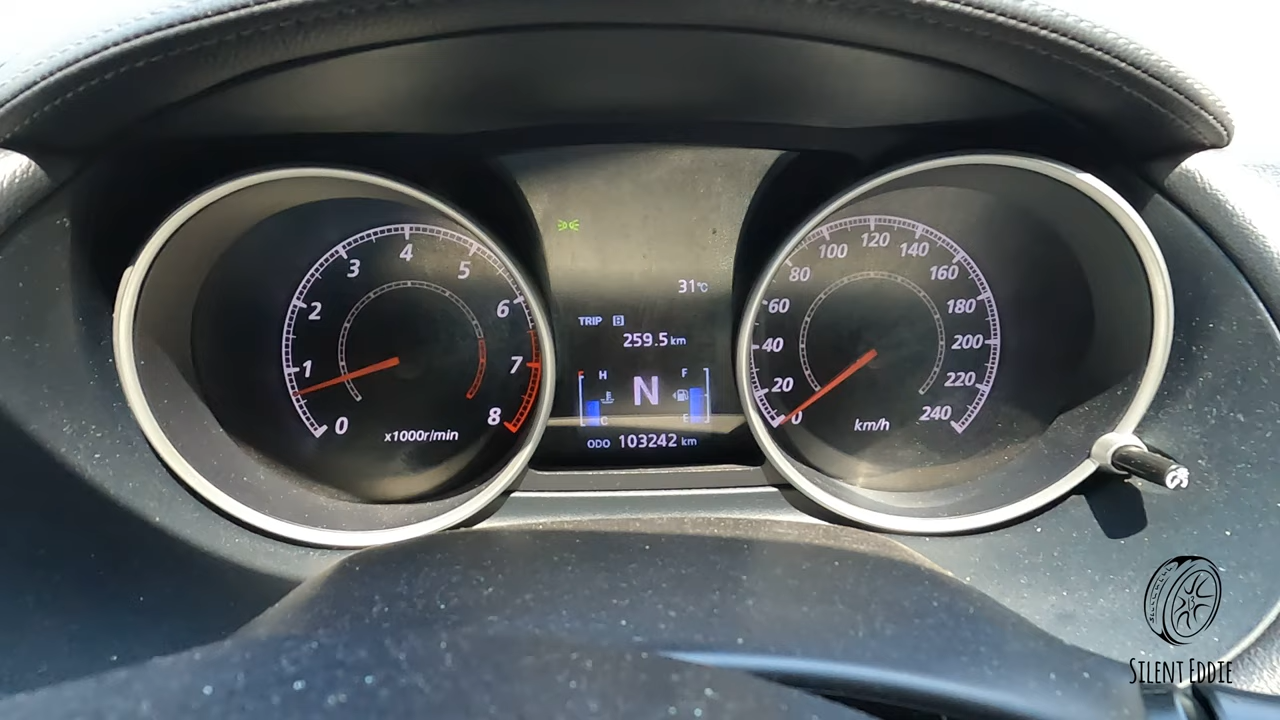 0 1 2 3 4 5 6 7 8
x1000r/min
31°C
TRIP B
259.5 km
H F
N
C E
ODO 103242 km
0 20 40 60 80 100 120 140 160 180 200 220 240
km/h
SILENT EDDIE